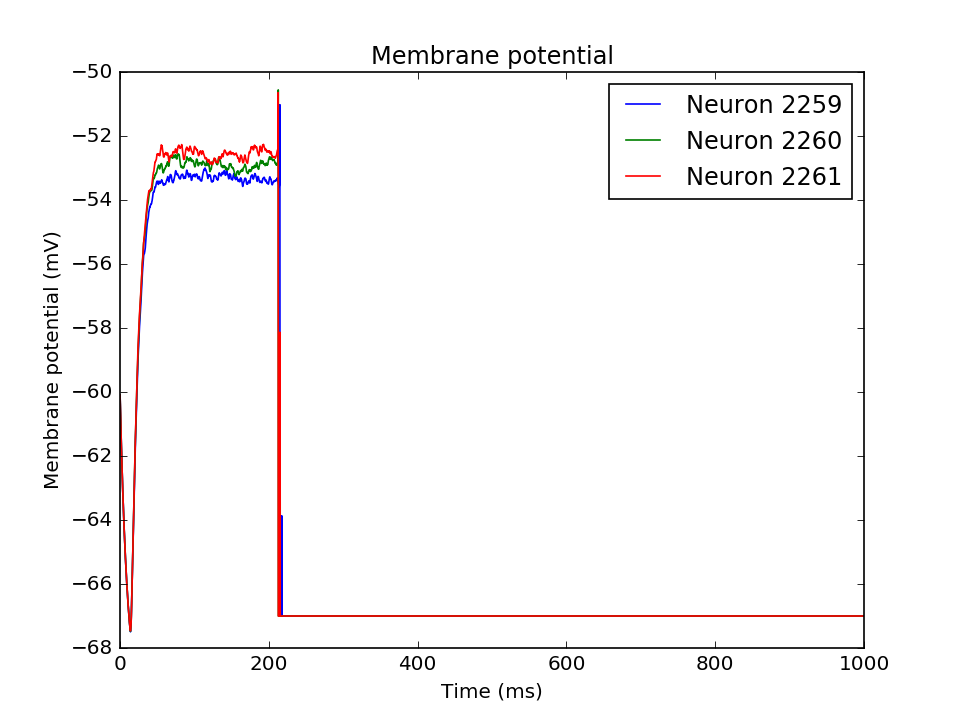 Membrane potential
Neuron 2259
Neuron 2260
Neuron 2261
Membrane potential (mV)
−50
−52
−54
−56
−58
−60
−62
−64
−66
−68
0 200 400 600 800 1000
Time (ms)